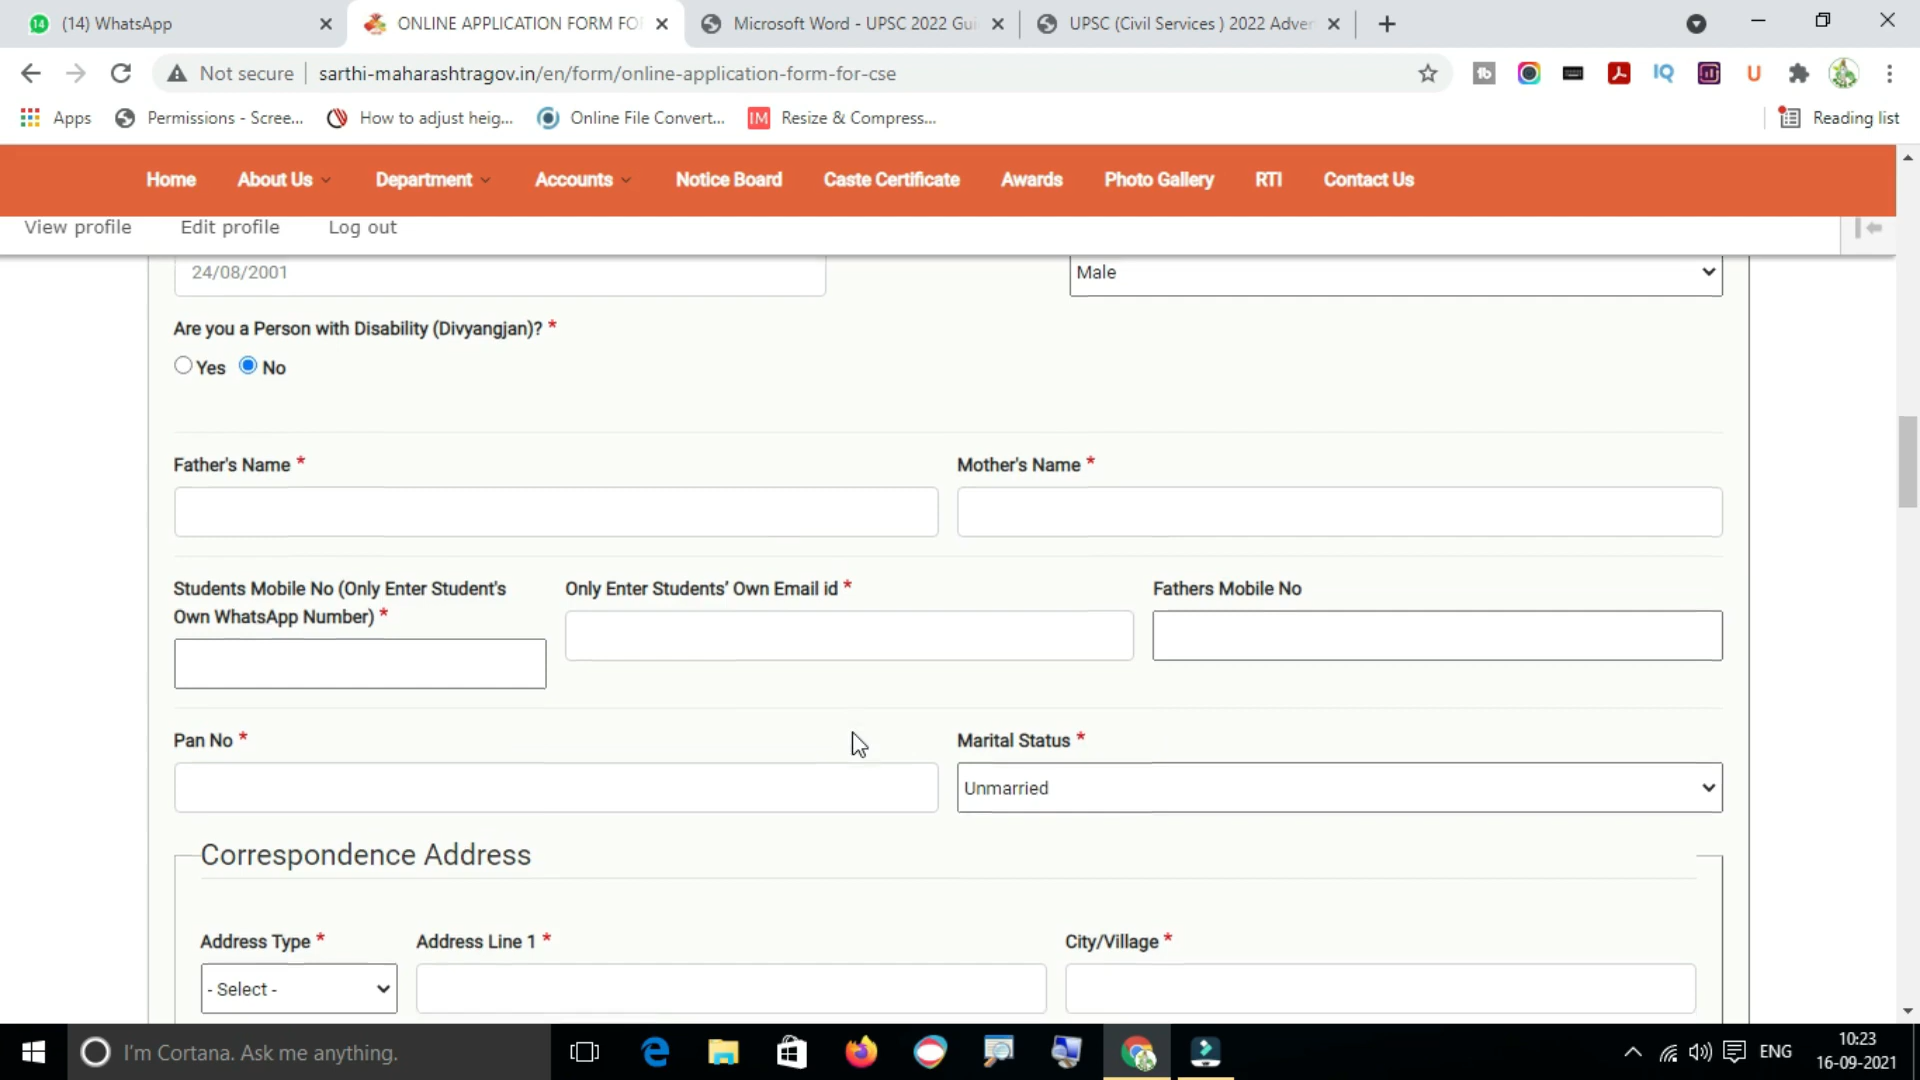 14 (14) WhatsApp
ONLINE APPLICATION FORM FO
Microsoft Word - UPSC 2022 Gui
UPSC (Civil Services ) 2022 Adver
Not secure sarthi-maharashtragov.in/en/form/online-application-form-for-cse
Apps Permissions - Scree... How to adjust heig... Online File Convert... IM Resize & Compress... Reading list
Home About Us Department Accounts Notice Board Caste Certificate Awards Photo Gallery RTI Contact Us
View profile Edit profile Log out
24/08/2001 Male
Are you a Person with Disability (Divyangjan)? *
Yes No
Father's Name * Mother's Name *
Students Mobile No (Only Enter Student's
Own WhatsApp Number) *
Only Enter Students’ Own Email id *
Fathers Mobile No
Pan No * Marital Status *
Unmarried
Correspondence Address
Address Type * Address Line 1 * City/Village *
- Select -
I'm Cortana. Ask me anything.
ENG
10:23
16-09-2021